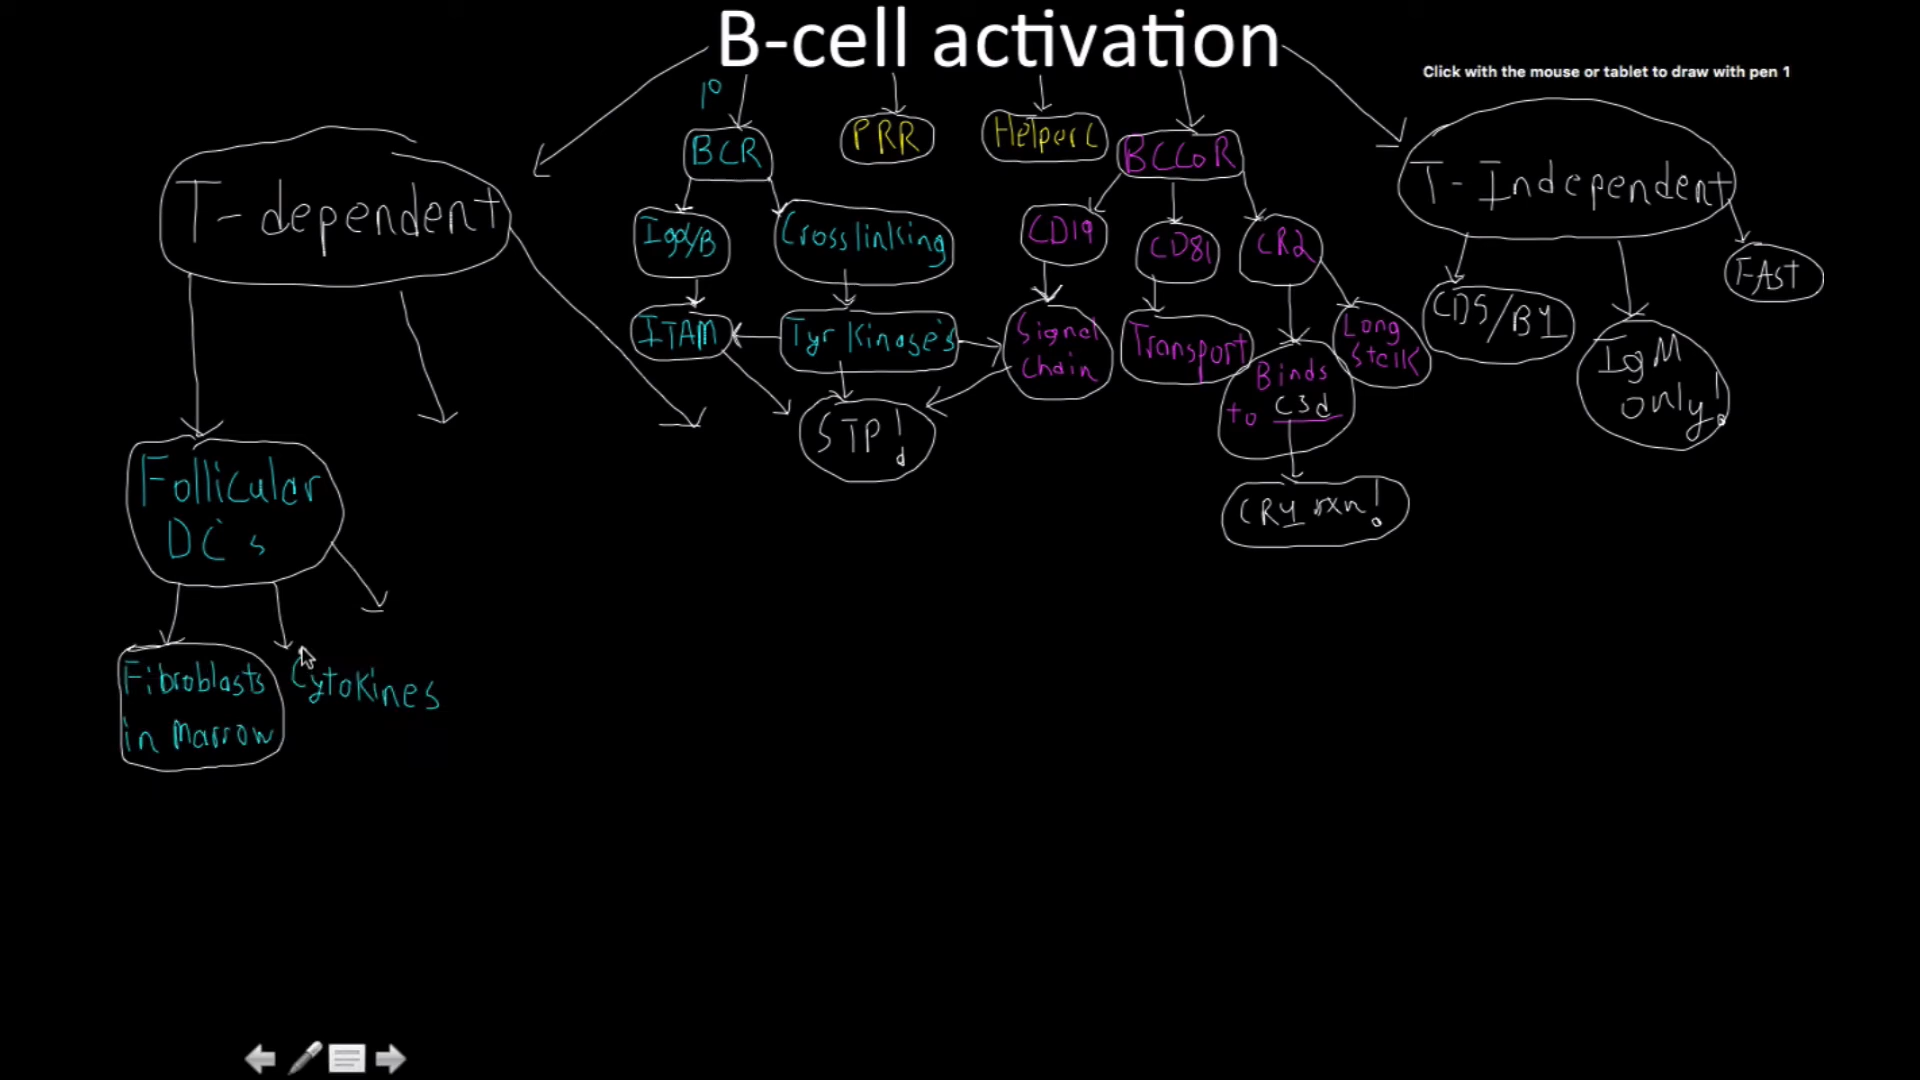 B-cell activation
Click with the mouse or tablet to draw with pen 1
1°
BCR
PRR
Helper C
BCCOR
T-dependent
T-Independent
Igα/B
Crosslinking
CD19
CD81
CR2
FAst
ITAM
Tyr Kinase's
Signal
Chain
Transport
Long
Stalk
CD5/B1
IgM
only!
Binds
to C3d
STP!
CR1 rxn!
Follicular
DC's
Fibroblasts
in Marrow
Cytokines